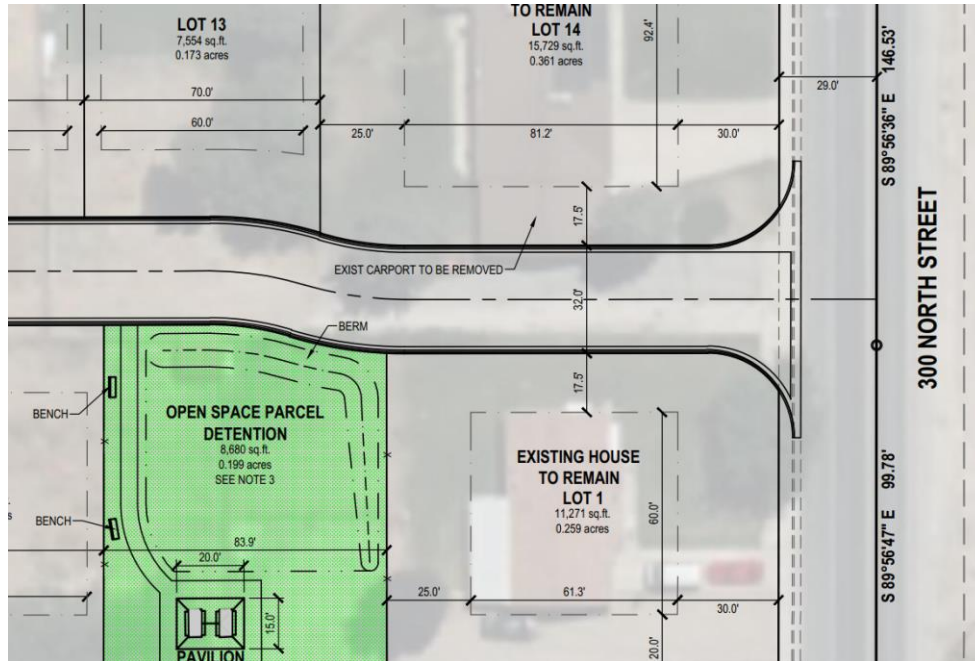 LOT 13
7,554 sq.ft.
0.173 acres
TO REMAIN
LOT 14
15,729 sq.ft.
0.361 acres
92.4'
S 89°56'36" E 146.53'
29.0'
70.0'
60.0'
25.0'
81.2'
30.0'
17.5'
EXIST CARPORT TO BE REMOVED
32.0'
300 NORTH STREET
BERM
17.5'
BENCH
OPEN SPACE PARCEL
DETENTION
8,680 sq.ft.
0.199 acres
SEE NOTE 3
EXISTING HOUSE
TO REMAIN
LOT 1
11,271 sq.ft.
0.259 acres
60.0'
S 89°56'47" E 99.78'
BENCH
83.9'
20.0'
25.0'
61.3'
30.0'
15.0'
20.0'
PAVILION